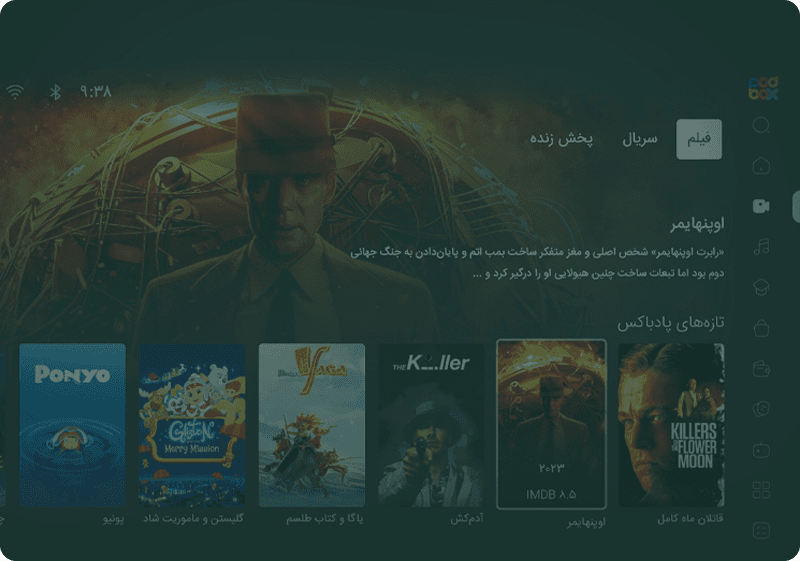 ۹:۳۸
pod
box
فیلم
سریال
پخش زنده
اوپنهایمر
«رابرت اوپنهایمر» شخص اصلی و مغز متفکر ساخت بمب اتم و پایان‌دادن به جنگ جهانی
دوم بود اما تبعات ساخت چنین هیولایی او را درگیر کرد و ...
تازه‌های پادباکس
KILLERS
OF THE
FLOWER
MOON
۲۰۲۳
IMDB ۸.۵
THE KILLER
PONYO
Merry Mission
قاتلان ماه کامل
اوپنهایمر
آدم‌کش
یاگا و کتاب طلسم
گلیستن و ماموریت شاد
پونیو